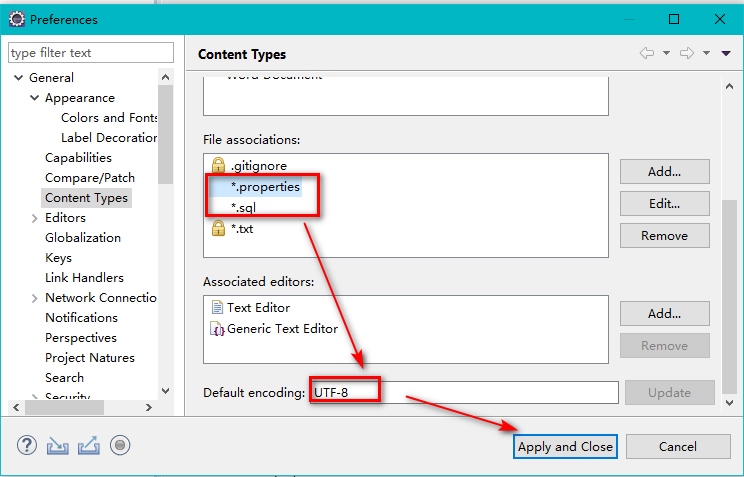 Preferences
type filter text
General
Appearance
Colors and Fonts
Label Decoration
Capabilities
Compare/Patch
Content Types
Editors
Globalization
Keys
Link Handlers
Network Connectio
Notifications
Perspectives
Project Natures
Search
Security
Content Types
Word Document
File associations:
.gitignore
*.properties
*.sql
*.txt
Add...
Edit...
Remove
Associated editors:
Text Editor
Generic Text Editor
Add...
Remove
Default encoding: UTF-8 Update
Apply and Close Cancel